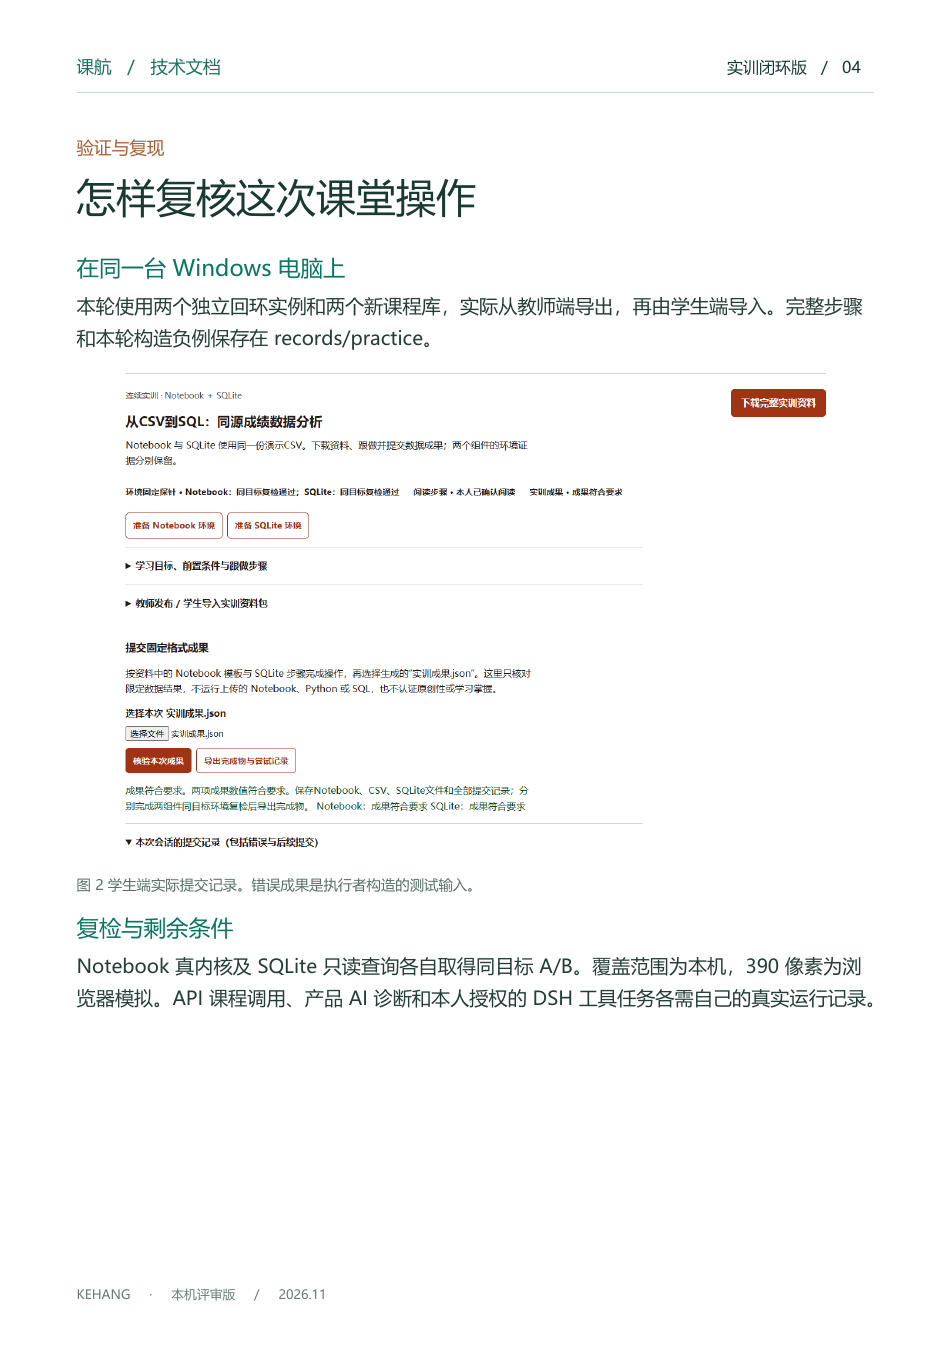 课航 / 技术文档
实训闭环版 / 04
验证与复现
怎样复核这次课堂操作
在同一台 Windows 电脑上
本轮使用两个独立回环实例和两个新课程库，实际从教师端导出，再由学生端导入。完整步骤
和本轮构造负例保存在 records/practice。
连续实训 · Notebook + SQLite
下载完整实训资料
从CSV到SQL：同源成绩数据分析
Notebook 与 SQLite 使用同一份演示CSV。下载资料、跟做并提交数据成果；两个组件的环境证
据分别保留。
环境固定探针 • Notebook：同目标复检通过；SQLite：同目标复检通过 阅读步骤 • 本人已确认阅读 实训成果 • 成果符合要求
准备 Notebook 环境 准备 SQLite 环境
▶ 学习目标、前置条件与跟做步骤
▶ 教师发布 / 学生导入实训资料包
提交固定格式成果
按资料中的 Notebook 模板与 SQLite 步骤完成操作，再选择生成的“实训成果.json”。这里只核对
限定数据结果，不运行上传的 Notebook、Python 或 SQL，也不认证原创性或学习掌握。
选择本次 实训成果.json
选择文件 实训成果.json
核验本次成果 导出完成物与尝试记录
成果符合要求。两项成果数值符合要求。保存Notebook、CSV、SQLite文件和全部提交记录；分
别完成两组件同目标环境复检后导出完成物。 Notebook：成果符合要求 SQLite：成果符合要求
▼ 本次会话的提交记录（包括错误与后续提交）
图 2 学生端实际提交记录。错误成果是执行者构造的测试输入。
复检与剩余条件
Notebook 真内核及 SQLite 只读查询各自取得同目标 A/B。覆盖范围为本机，390 像素为浏
览器模拟。API 课程调用、产品 AI 诊断和本人授权的 DSH 工具任务各需自己的真实运行记录。
KEHANG · 本机评审版 / 2026.11